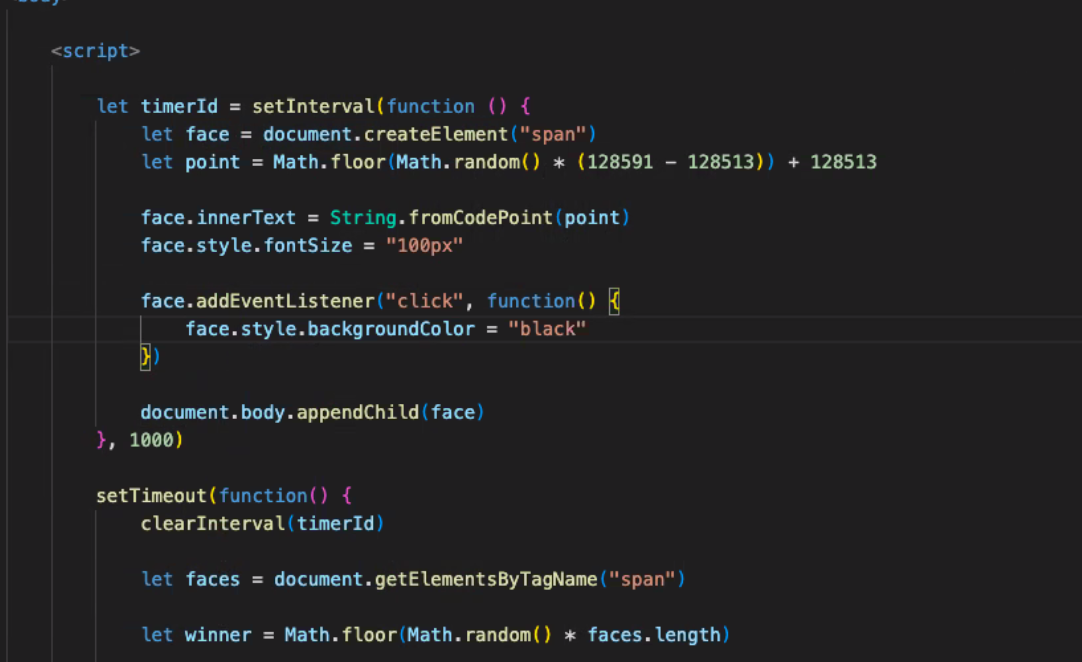 <body>
<script>
let timerId = setInterval(function () {
let face = document.createElement("span")
let point = Math.floor(Math.random() * (128591 - 128513)) + 128513
face.innerText = String.fromCodePoint(point)
face.style.fontSize = "100px"
face.addEventListener("click", function() {
face.style.backgroundColor = "black"
})
document.body.appendChild(face)
}, 1000)
setTimeout(function() {
clearInterval(timerId)
let faces = document.getElementsByTagName("span")
let winner = Math.floor(Math.random() * faces.length)